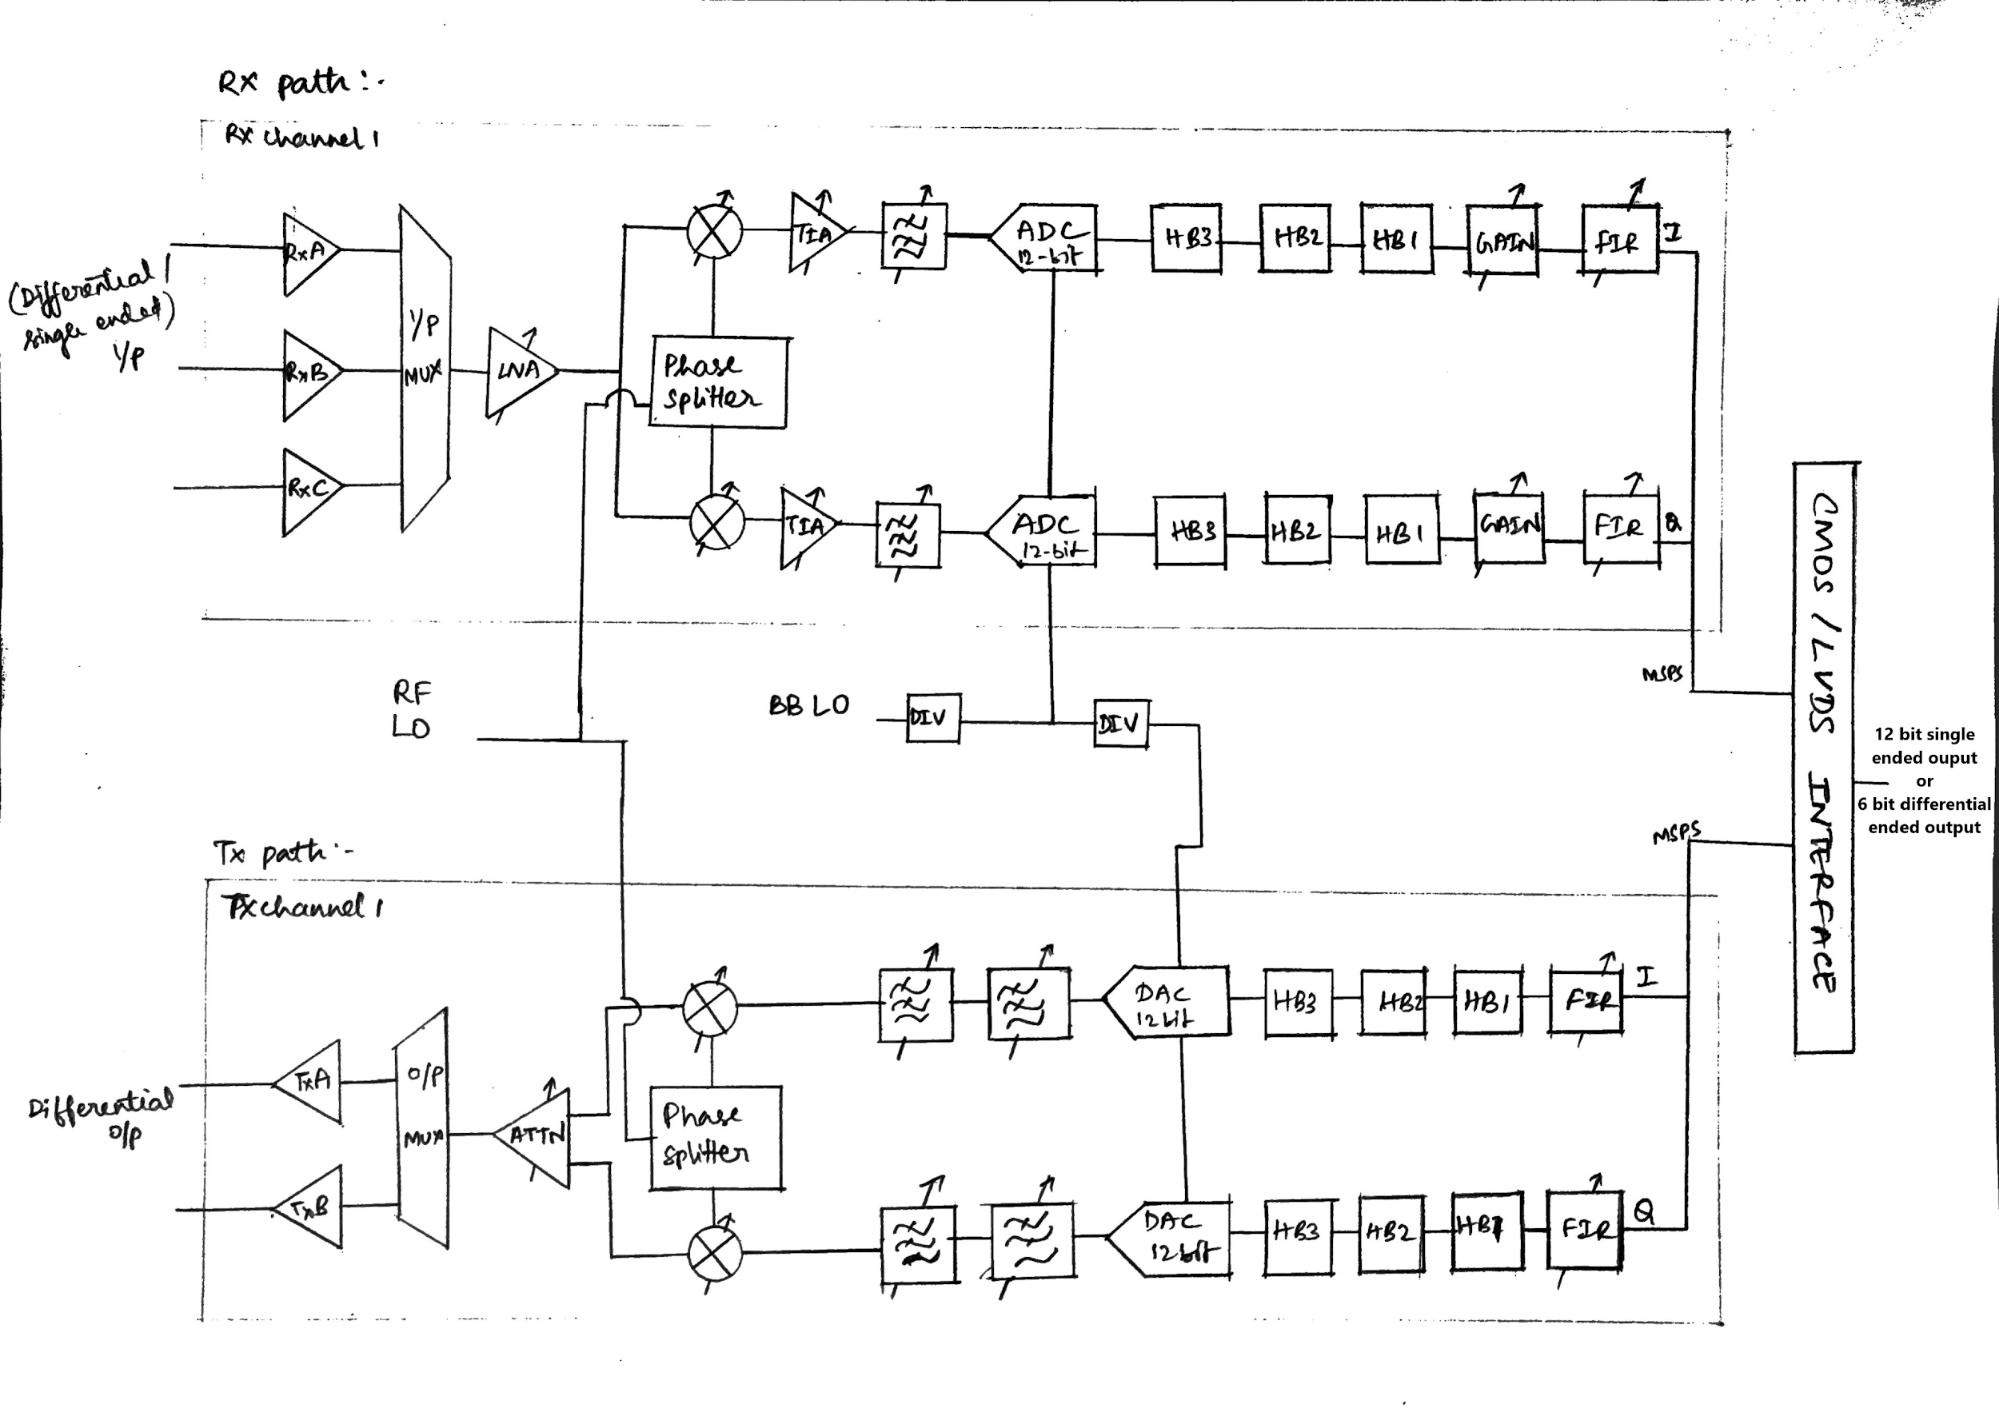 Rx path:-
Rx channel 1
(Differential /
single ended)
I/P
RxA
RxB
RxC
I/P
MUX
LNA
Phase
splitter
TIA
ADC
12-bit
HB3
HB2
HB1
GAIN
FIR
I
TIA
ADC
12-bit
HB3
HB2
HB1
GAIN
FIR
Q
RF
LO
BB LO
DIV
DIV
MSPS
MSPS
CMOS / LVDS INTERFACE
12 bit single
ended ouput
or
6 bit differential
ended output
Tx path:-
Tx channel 1
Differential
O/P
TxA
TxB
O/P
MUX
ATTN
Phase
splitter
DAC
12 bit
HB3
HB2
HB1
FIR
I
DAC
12 bit
HB3
HB2
HB1
FIR
Q